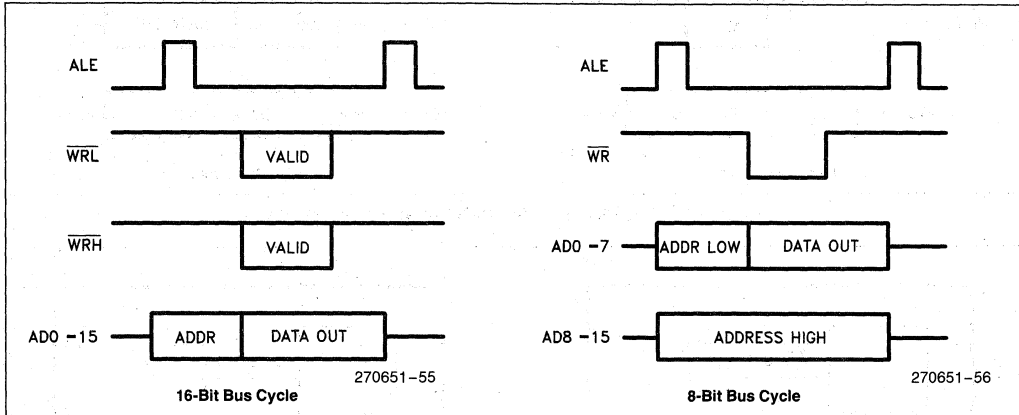 ALE
WRL
VALID
WRH
VALID
AD0 -15
ADDR
DATA OUT
270651-55
16-Bit Bus Cycle
ALE
WR
AD0 -7
ADDR LOW
DATA OUT
AD8 -15
ADDRESS HIGH
270651-56
8-Bit Bus Cycle